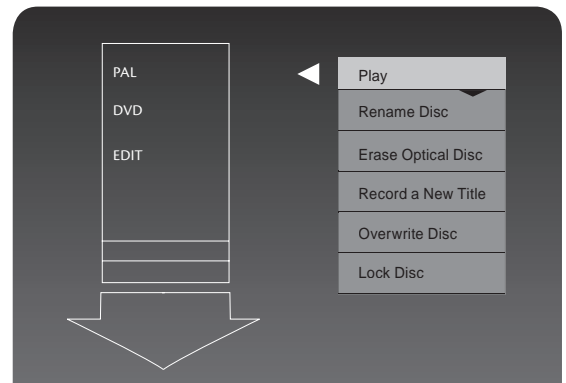 PAL
DVD
EDIT
Play
Rename Disc
Erase Optical Disc
Record a New Title
Overwrite Disc
Lock Disc